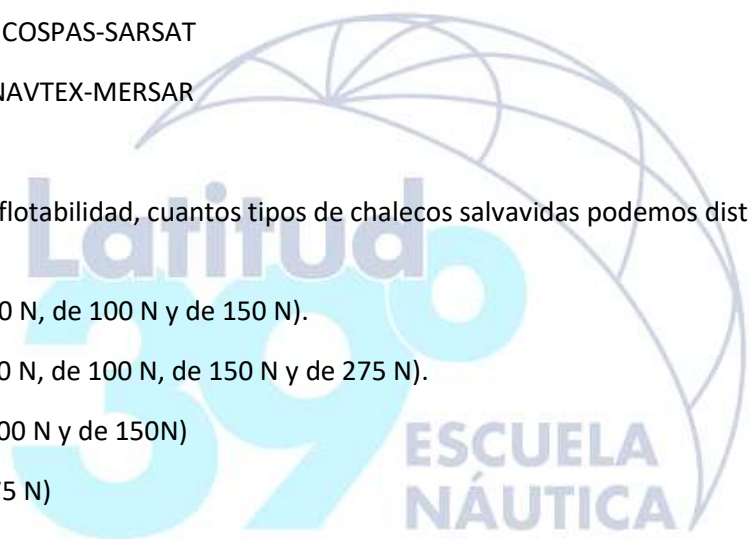 COSPAS-SARSAT
NAVTEX-MERSAR
flotabilidad, cuantos tipos de chalecos salvavidas podemos dist
0 N, de 100 N y de 150 N).
0 N, de 100 N, de 150 N y de 275 N).
00 N y de 150N)
75 N)
Latitud
39º
ESCUELA
NÁUTICA